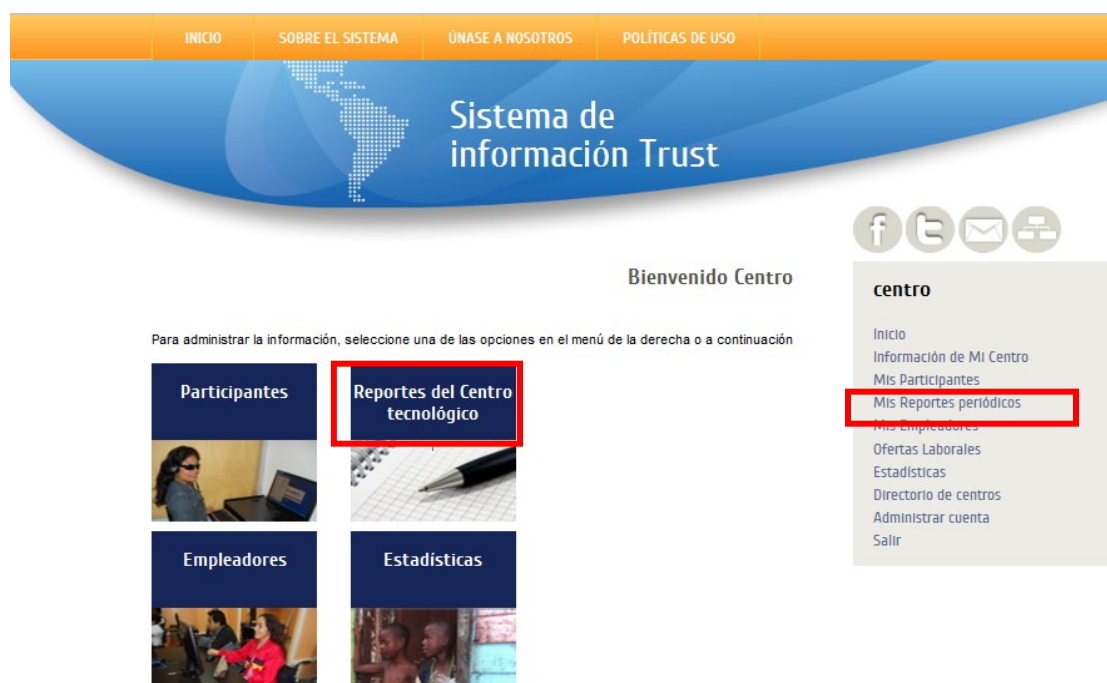 INICIO SOBRE EL SISTEMA ÚNASE A NOSOTROS POLÍTICAS DE USO
Sistema de
información Trust
Bienvenido Centro
Para administrar la información, seleccione una de las opciones en el menú de la derecha o a continuación
Participantes
Reportes del Centro
tecnológico
Empleadores
Estadísticas
centro
Inicio
Información de Mi Centro
Mis Participantes
Mis Reportes periódicos
Mis Empleadores
Ofertas Laborales
Estadísticas
Directorio de centros
Administrar cuenta
Salir